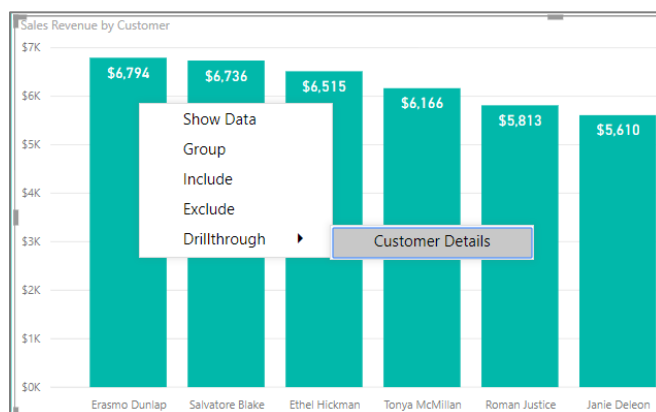 Sales Revenue by Customer
$7K
$6,794
$6,736
$6,515
$6,166
$5,813
$5,610
$6K
$5K
$4K
$3K
$2K
$1K
$0K
Show Data
Group
Include
Exclude
Drillthrough
Customer Details
Erasmo Dunlap
Salvatore Blake
Ethel Hickman
Tonya McMillan
Roman Justice
Janie Deleon